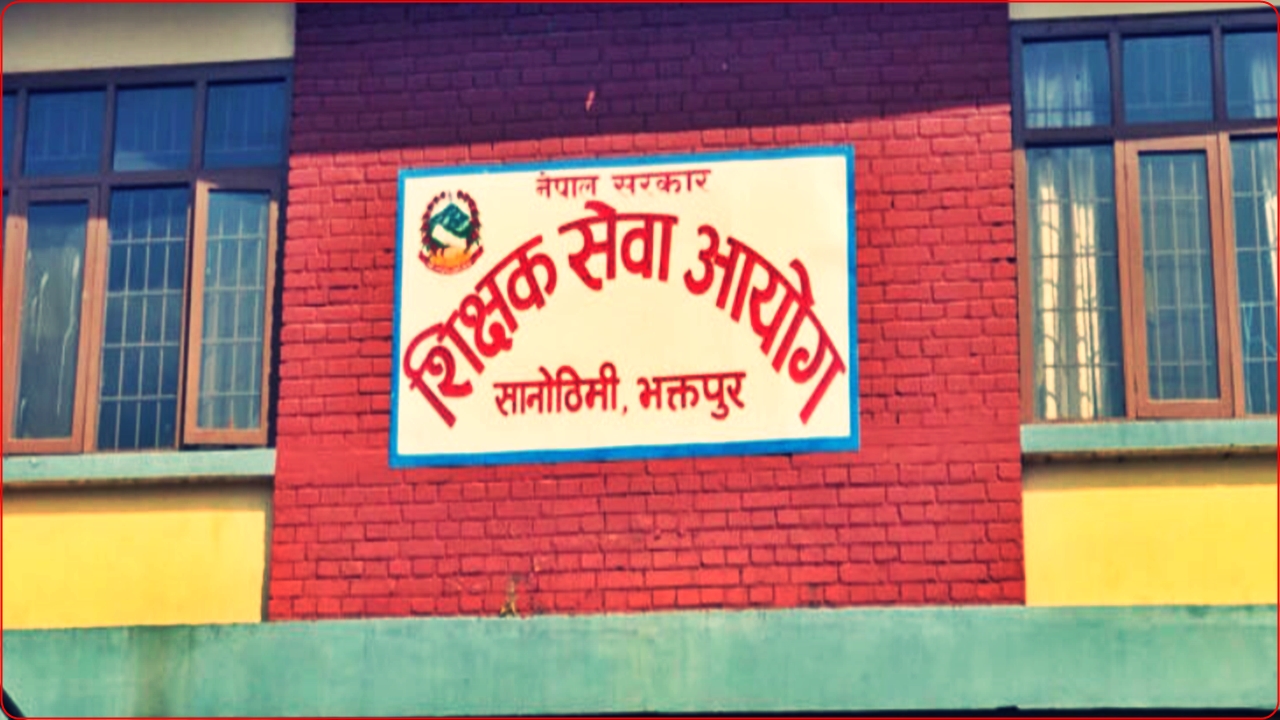 नेपाल सरकार
शिक्षक सेवा आयोग
सानोठिमी, भक्तपुर